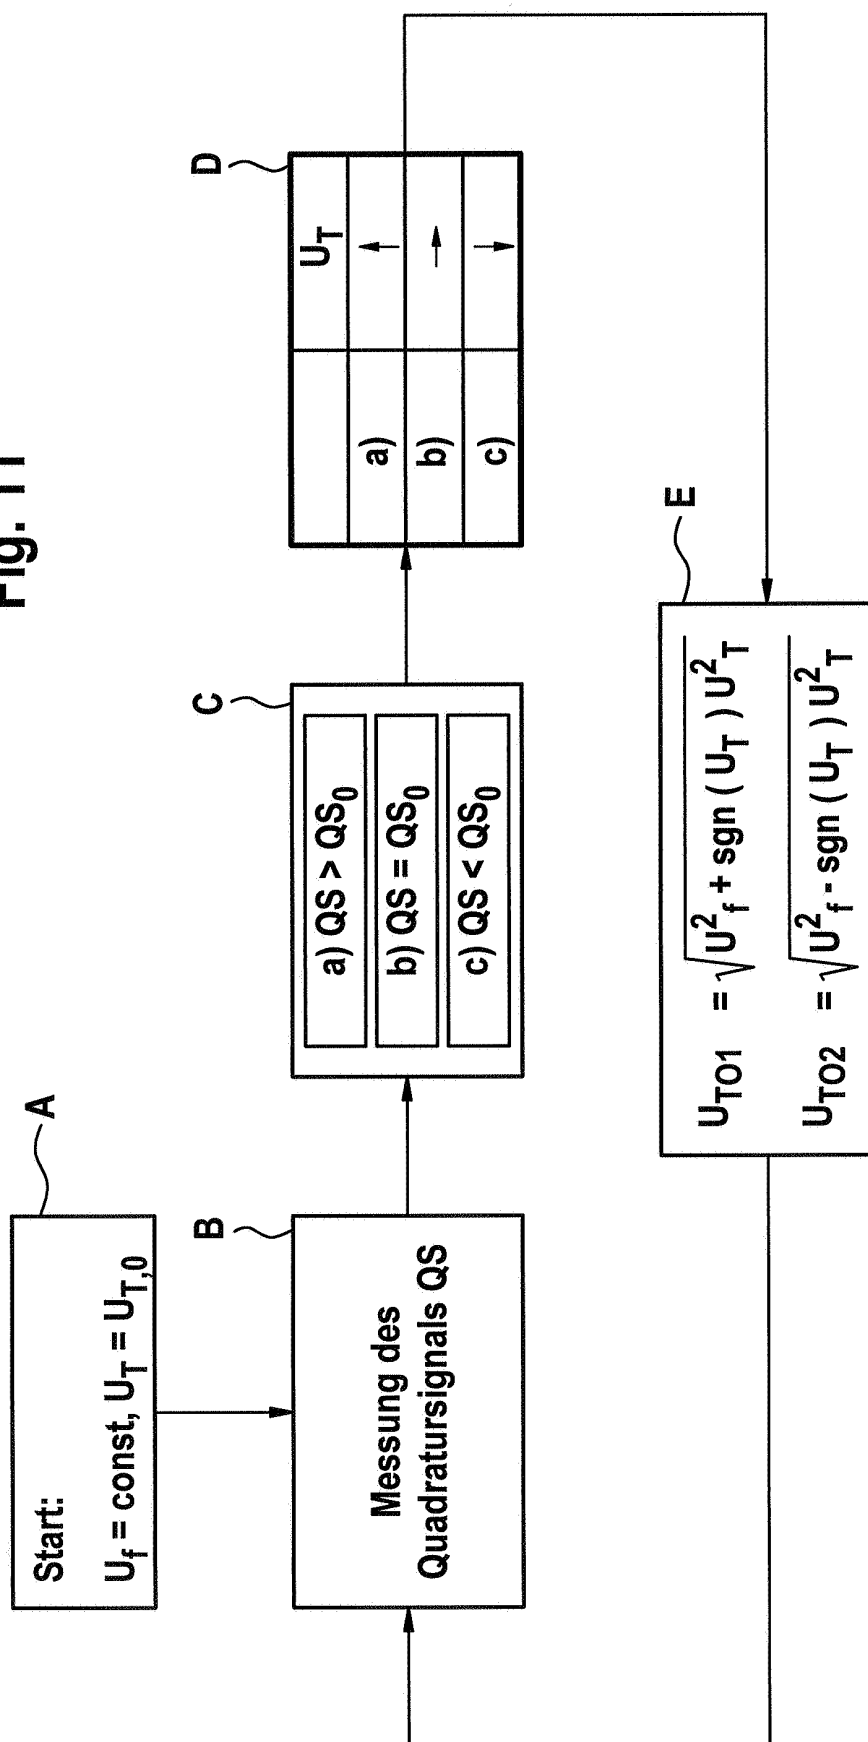 Fig. 11
A
Start:
U_f = const, U_T = U_T,0
B
Messung des
Quadratursignals QS
C
a) QS > QS_0
b) QS = QS_0
c) QS < QS_0
D
U_T
a) ↑
b) →
c) ↓
E
U_TO1 = √U²_f + sgn ( U_T ) U²_T
U_TO2 = √U²_f - sgn ( U_T ) U²_T